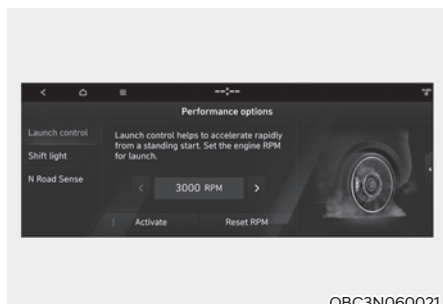 --:--
Performance options
Launch control
Launch control helps to accelerate rapidly
from a standing start. Set the engine RPM
for launch.
Shift light
N Road Sense
3000 RPM
Activate
Reset RPM
OBC3N060021